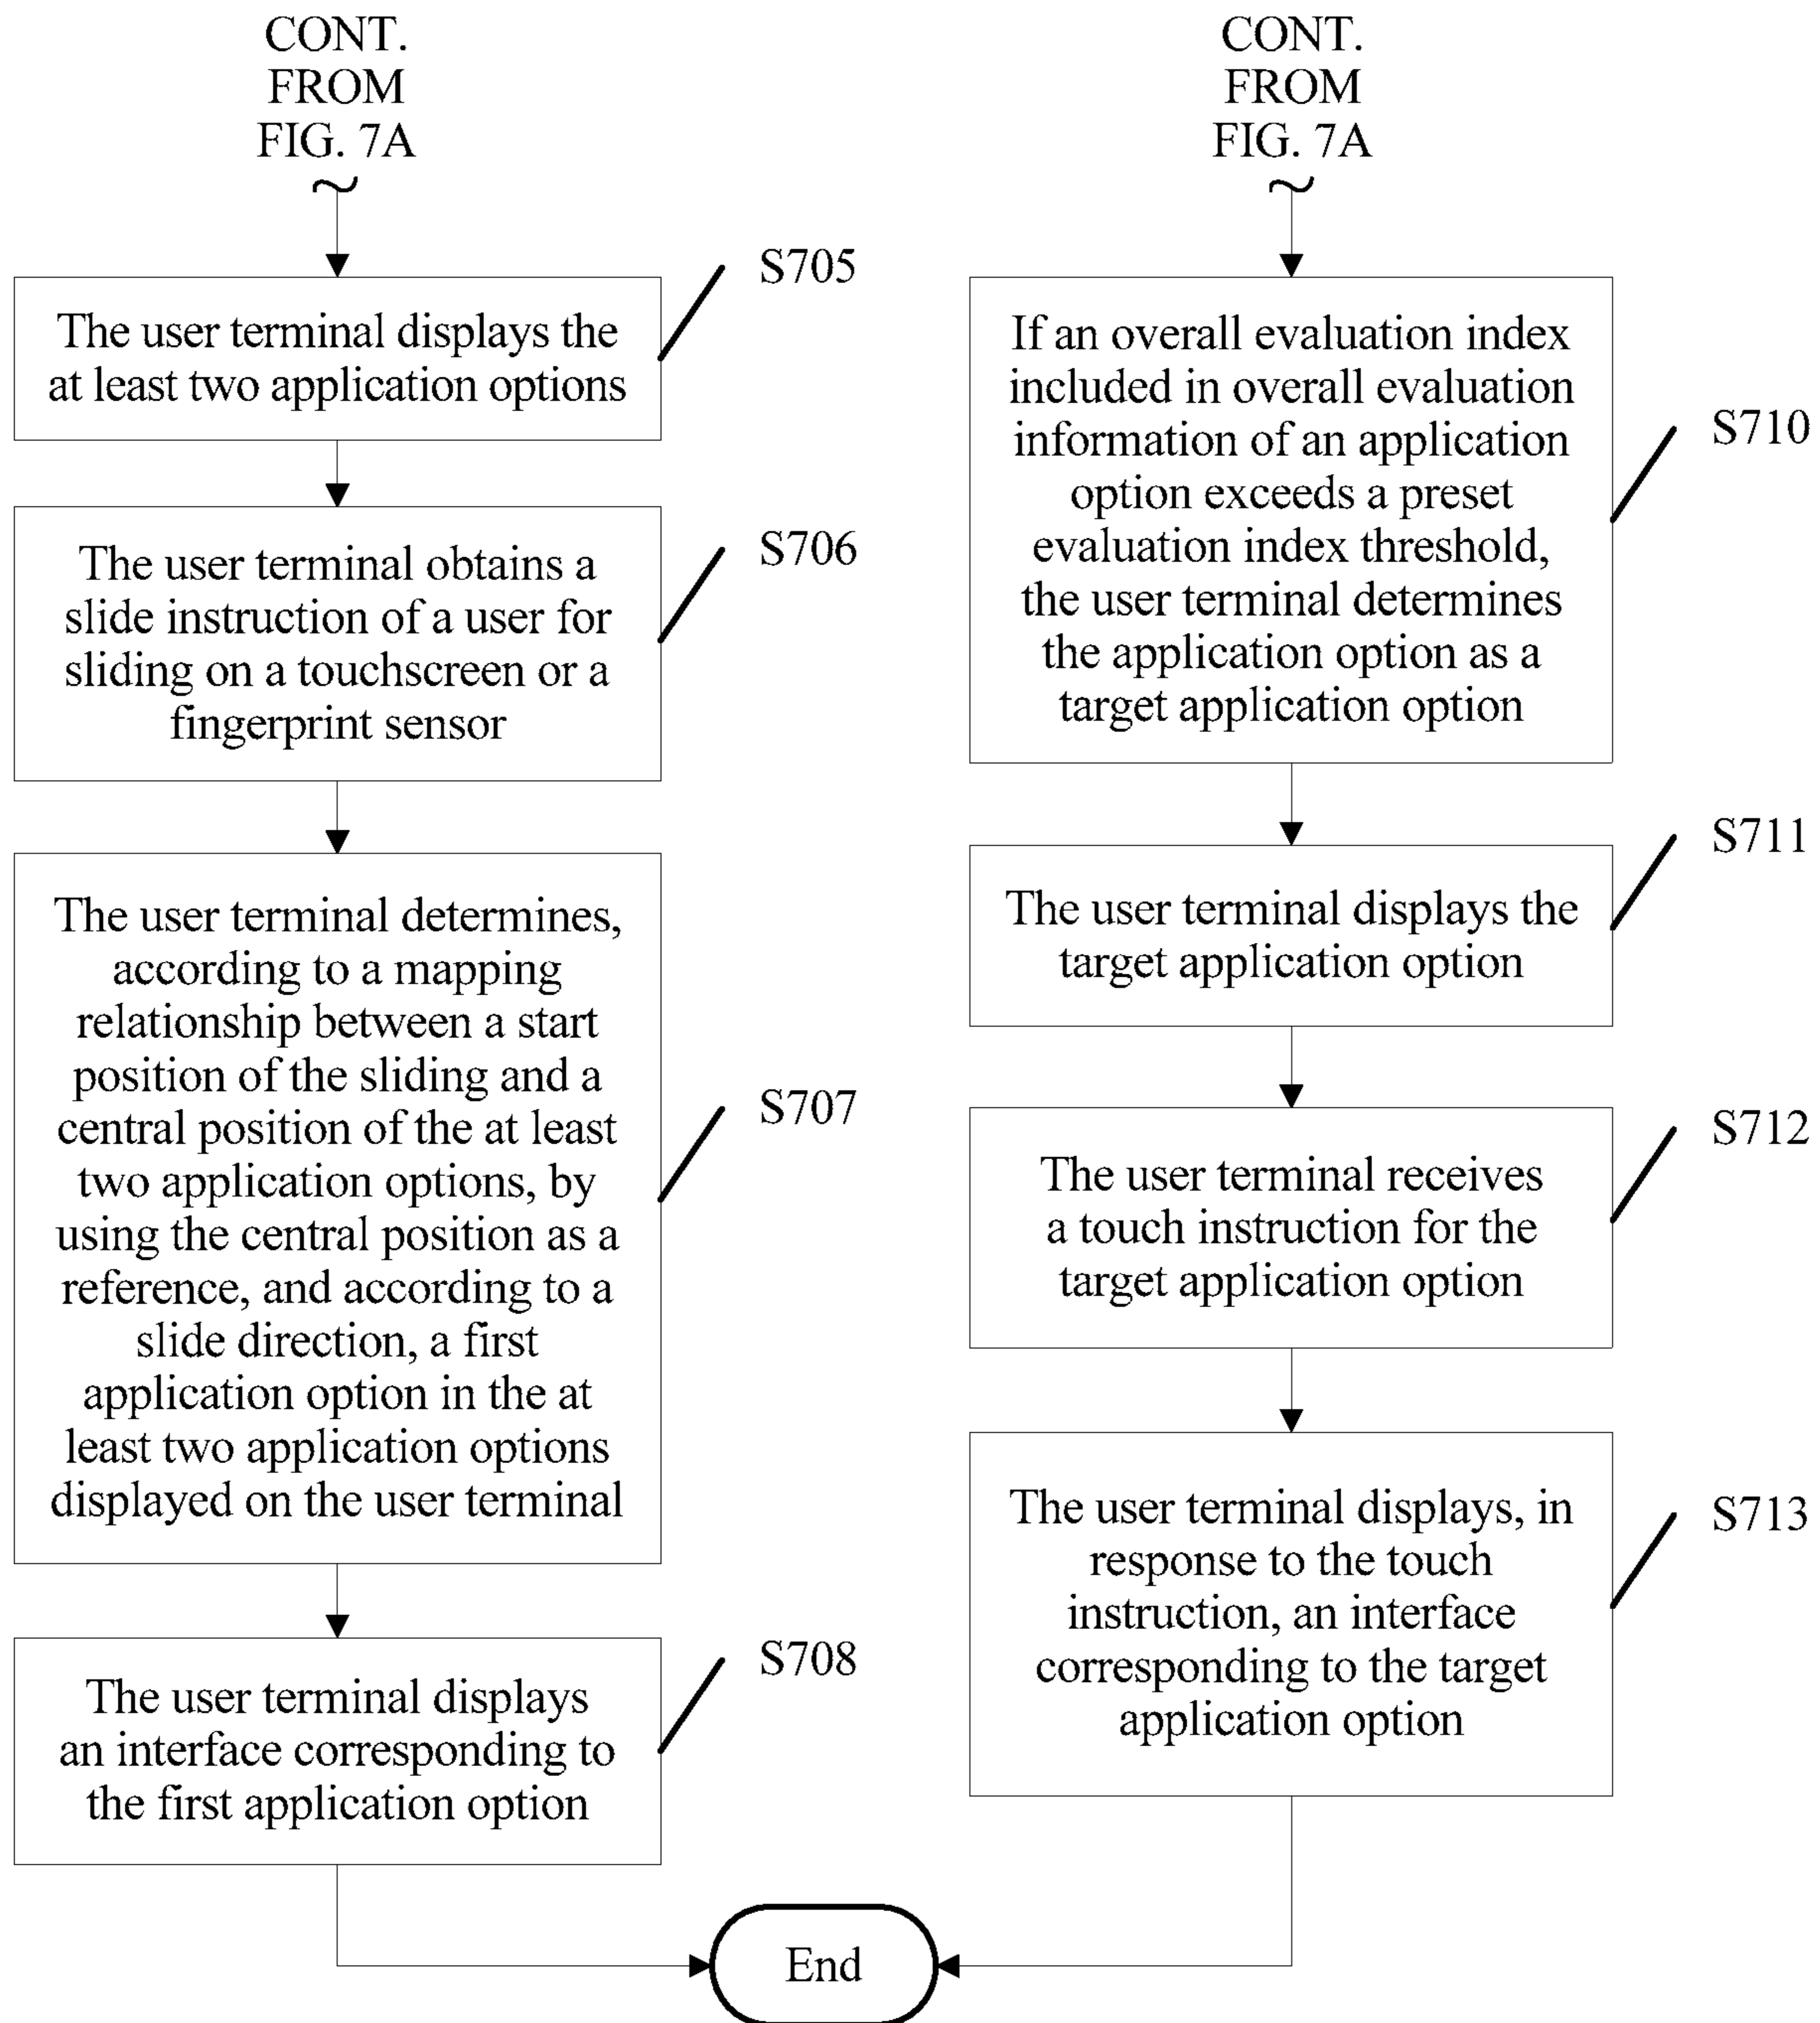 CONT.
FROM
FIG. 7A
S705
The user terminal displays the
at least two application options
S706
The user terminal obtains a
slide instruction of a user for
sliding on a touchscreen or a
fingerprint sensor
S707
The user terminal determines,
according to a mapping
relationship between a start
position of the sliding and a
central position of the at least
two application options, by
using the central position as a
reference, and according to a
slide direction, a first
application option in the at
least two application options
displayed on the user terminal
S708
The user terminal displays
an interface corresponding to
the first application option
CONT.
FROM
FIG. 7A
S710
If an overall evaluation index
included in overall evaluation
information of an application
option exceeds a preset
evaluation index threshold,
the user terminal determines
the application option as a
target application option
S711
The user terminal displays the
target application option
S712
The user terminal receives
a touch instruction for the
target application option
S713
The user terminal displays, in
response to the touch
instruction, an interface
corresponding to the target
application option
End